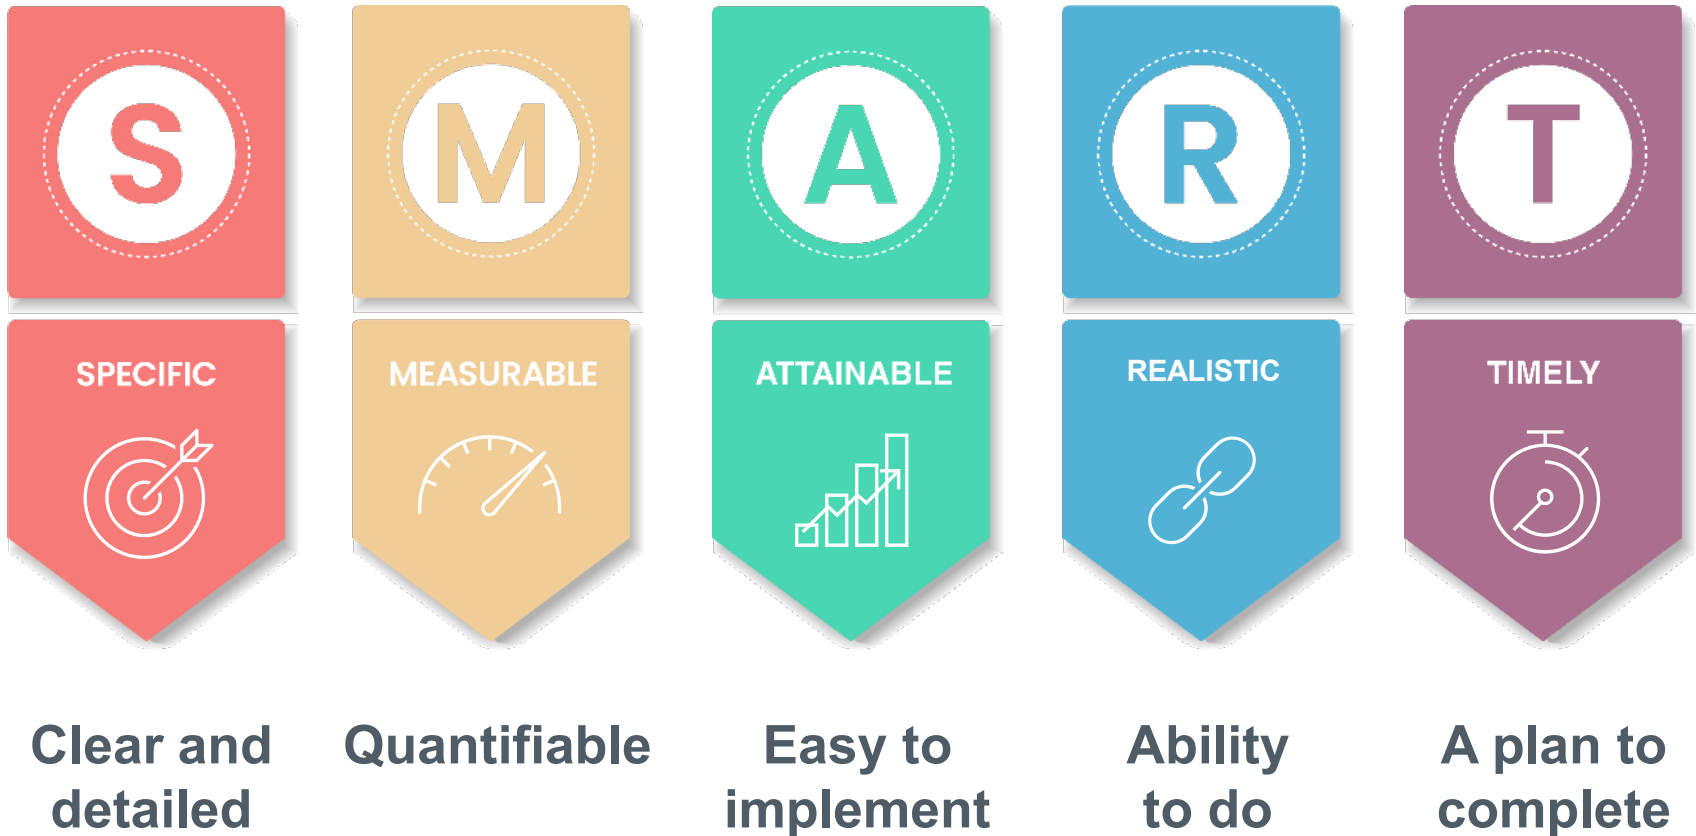 S M A R T
SPECIFIC MEASURABLE ATTAINABLE REALISTIC TIMELY
Clear and Quantifiable Easy to Ability A plan to
detailed implement to do complete